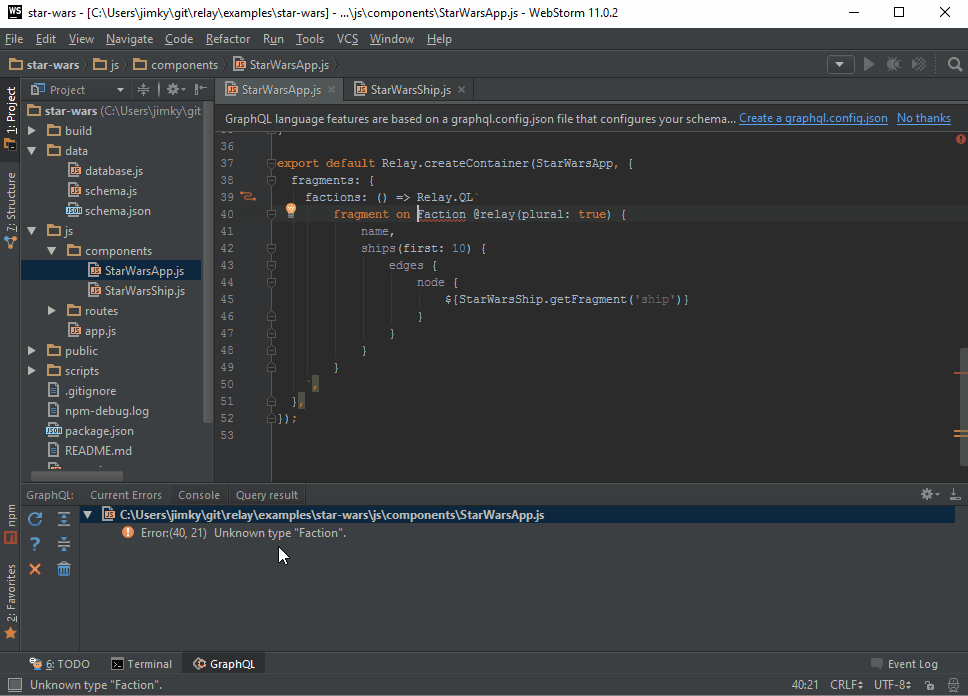 star-wars - [C:\Users\jimky\git\relay\examples\star-wars] - ...\js\components\StarWarsApp.js - WebStorm 11.0.2
File Edit View Navigate Code Refactor Run Tools VCS Window Help
star-wars js components StarWarsApp.js
1: Project
7: Structure
npm
2: Favorites
Project
star-wars (C:\Users\jimky\git
build
data
database.js
schema.js
schema.json
js
components
StarWarsApp.js
StarWarsShip.js
routes
app.js
public
scripts
.gitignore
npm-debug.log
package.json
README.md
StarWarsApp.js StarWarsShip.js
GraphQL language features are based on a graphql.config.json file that configures your schema... Create a graphql.config.json No thanks
36
37 export default Relay.createContainer(StarWarsApp, {
38 fragments: {
39 factions: () => Relay.QL`
40 fragment on Faction @relay(plural: true) {
41 name,
42 ships(first: 10) {
43 edges {
44 node {
45 ${StarWarsShip.getFragment('ship')}
46 }
47 }
48 }
49 }
50 `,
51 },
52 });
53
GraphQL: Current Errors Console Query result
C:\Users\jimky\git\relay\examples\star-wars\js\components\StarWarsApp.js
Error:(40, 21) Unknown type "Faction".
6: TODO Terminal GraphQL Event Log
Unknown type "Faction". 40:21 CRLF UTF-8